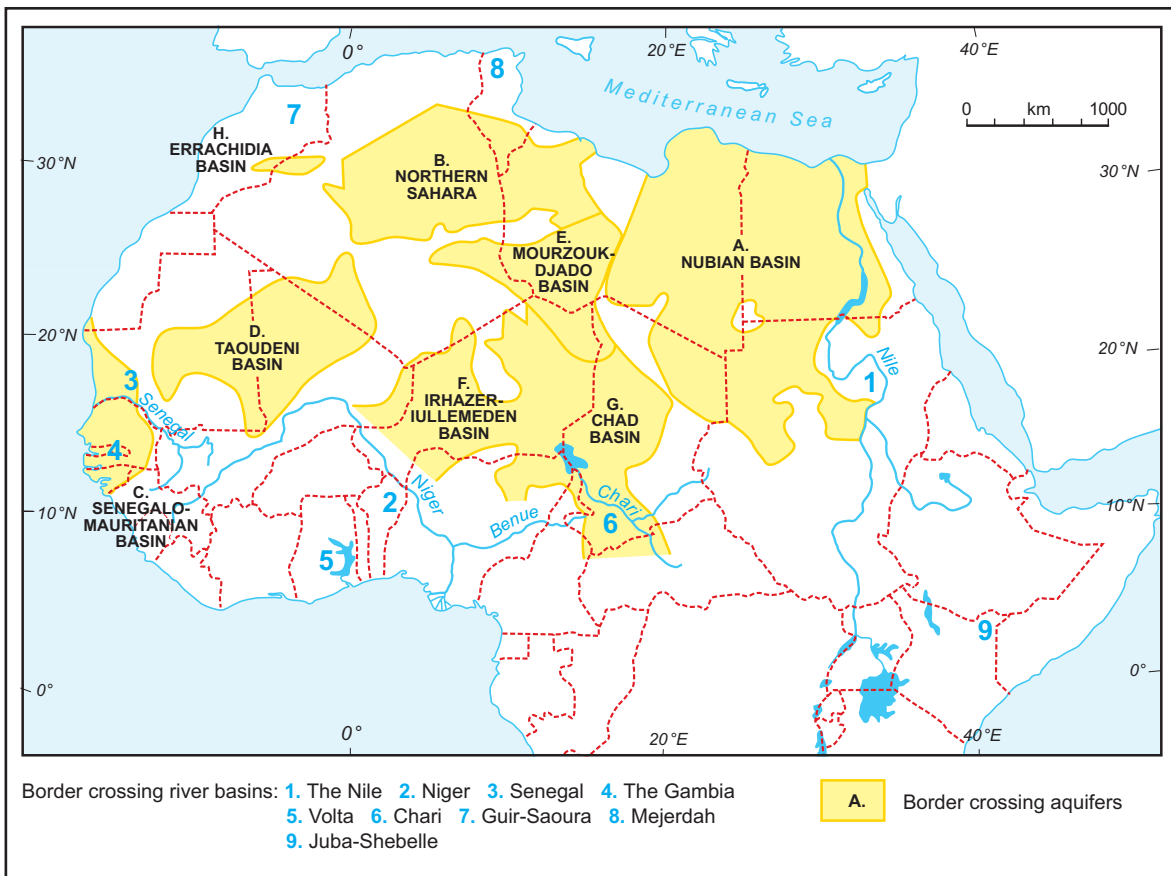 0°
20°E
40°E
8
Mediterranean Sea
0 km 1000
7
H.
ERRACHIDIA
BASIN
30°N
30°N
B.
NORTHERN
SAHARA
E.
MOURZOUK-
DJADO
BASIN
A.
NUBIAN BASIN
20°N
20°N
D.
TAOUDENI
BASIN
Nile
1
3
Senegal
F.
IRHAZER-
IULLEMEDEN
BASIN
G.
CHAD
BASIN
4
C.
SENEGALO-
MAURITANIAN
BASIN
10°N
10°N
2
Niger
Benue
Chari
6
5
9
0°
0°
0°
20°E
40°E
Border crossing river basins: 1. The Nile 2. Niger 3. Senegal 4. The Gambia
5. Volta 6. Chari 7. Guir-Saoura 8. Mejerdah
9. Juba-Shebelle
A. Border crossing aquifers